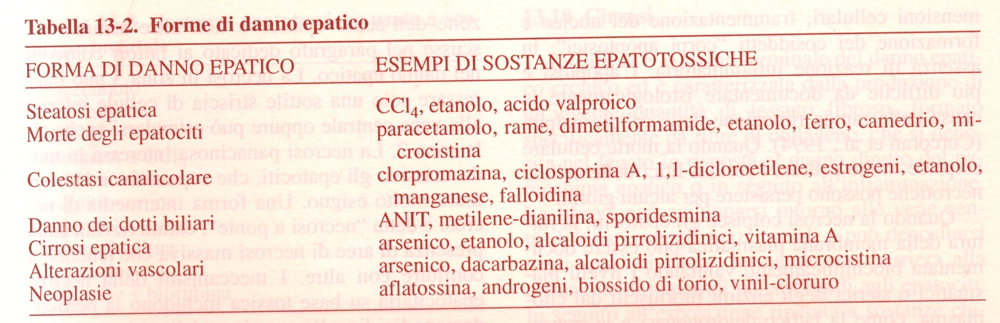 Tabella 13-2. Forme di danno epatico
FORMA DI DANNO EPATICO ESEMPI DI SOSTANZE EPATOTOSSICHE
Steatosi epatica CCl4, etanolo, acido valproico
Morte degli epatociti paracetamolo, rame, dimetilformamide, etanolo, ferro, camedrio, mi-
crocistina
Colestasi canalicolare clorpromazina, ciclosporina A, 1,1-dicloroetilene, estrogeni, etanolo,
manganese, falloidina
Danno dei dotti biliari ANIT, metilene-dianilina, sporidesmina
Cirrosi epatica arsenico, etanolo, alcaloidi pirrolizidinici, vitamina A
Alterazioni vascolari arsenico, dacarbazina, alcaloidi pirrolizidinici, microcistina
Neoplasie aflatossina, androgeni, biossido di torio, vinil-cloruro